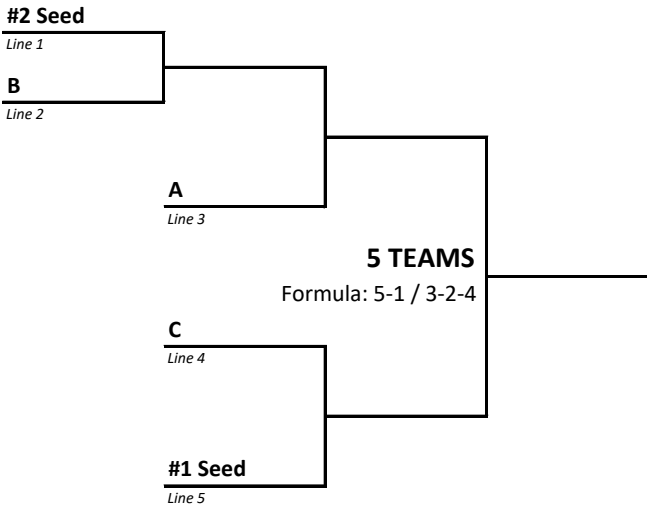 #2 Seed
Line 1
B
Line 2
A
Line 3
5 TEAMS
Formula: 5-1 / 3-2-4
C
Line 4
#1 Seed
Line 5